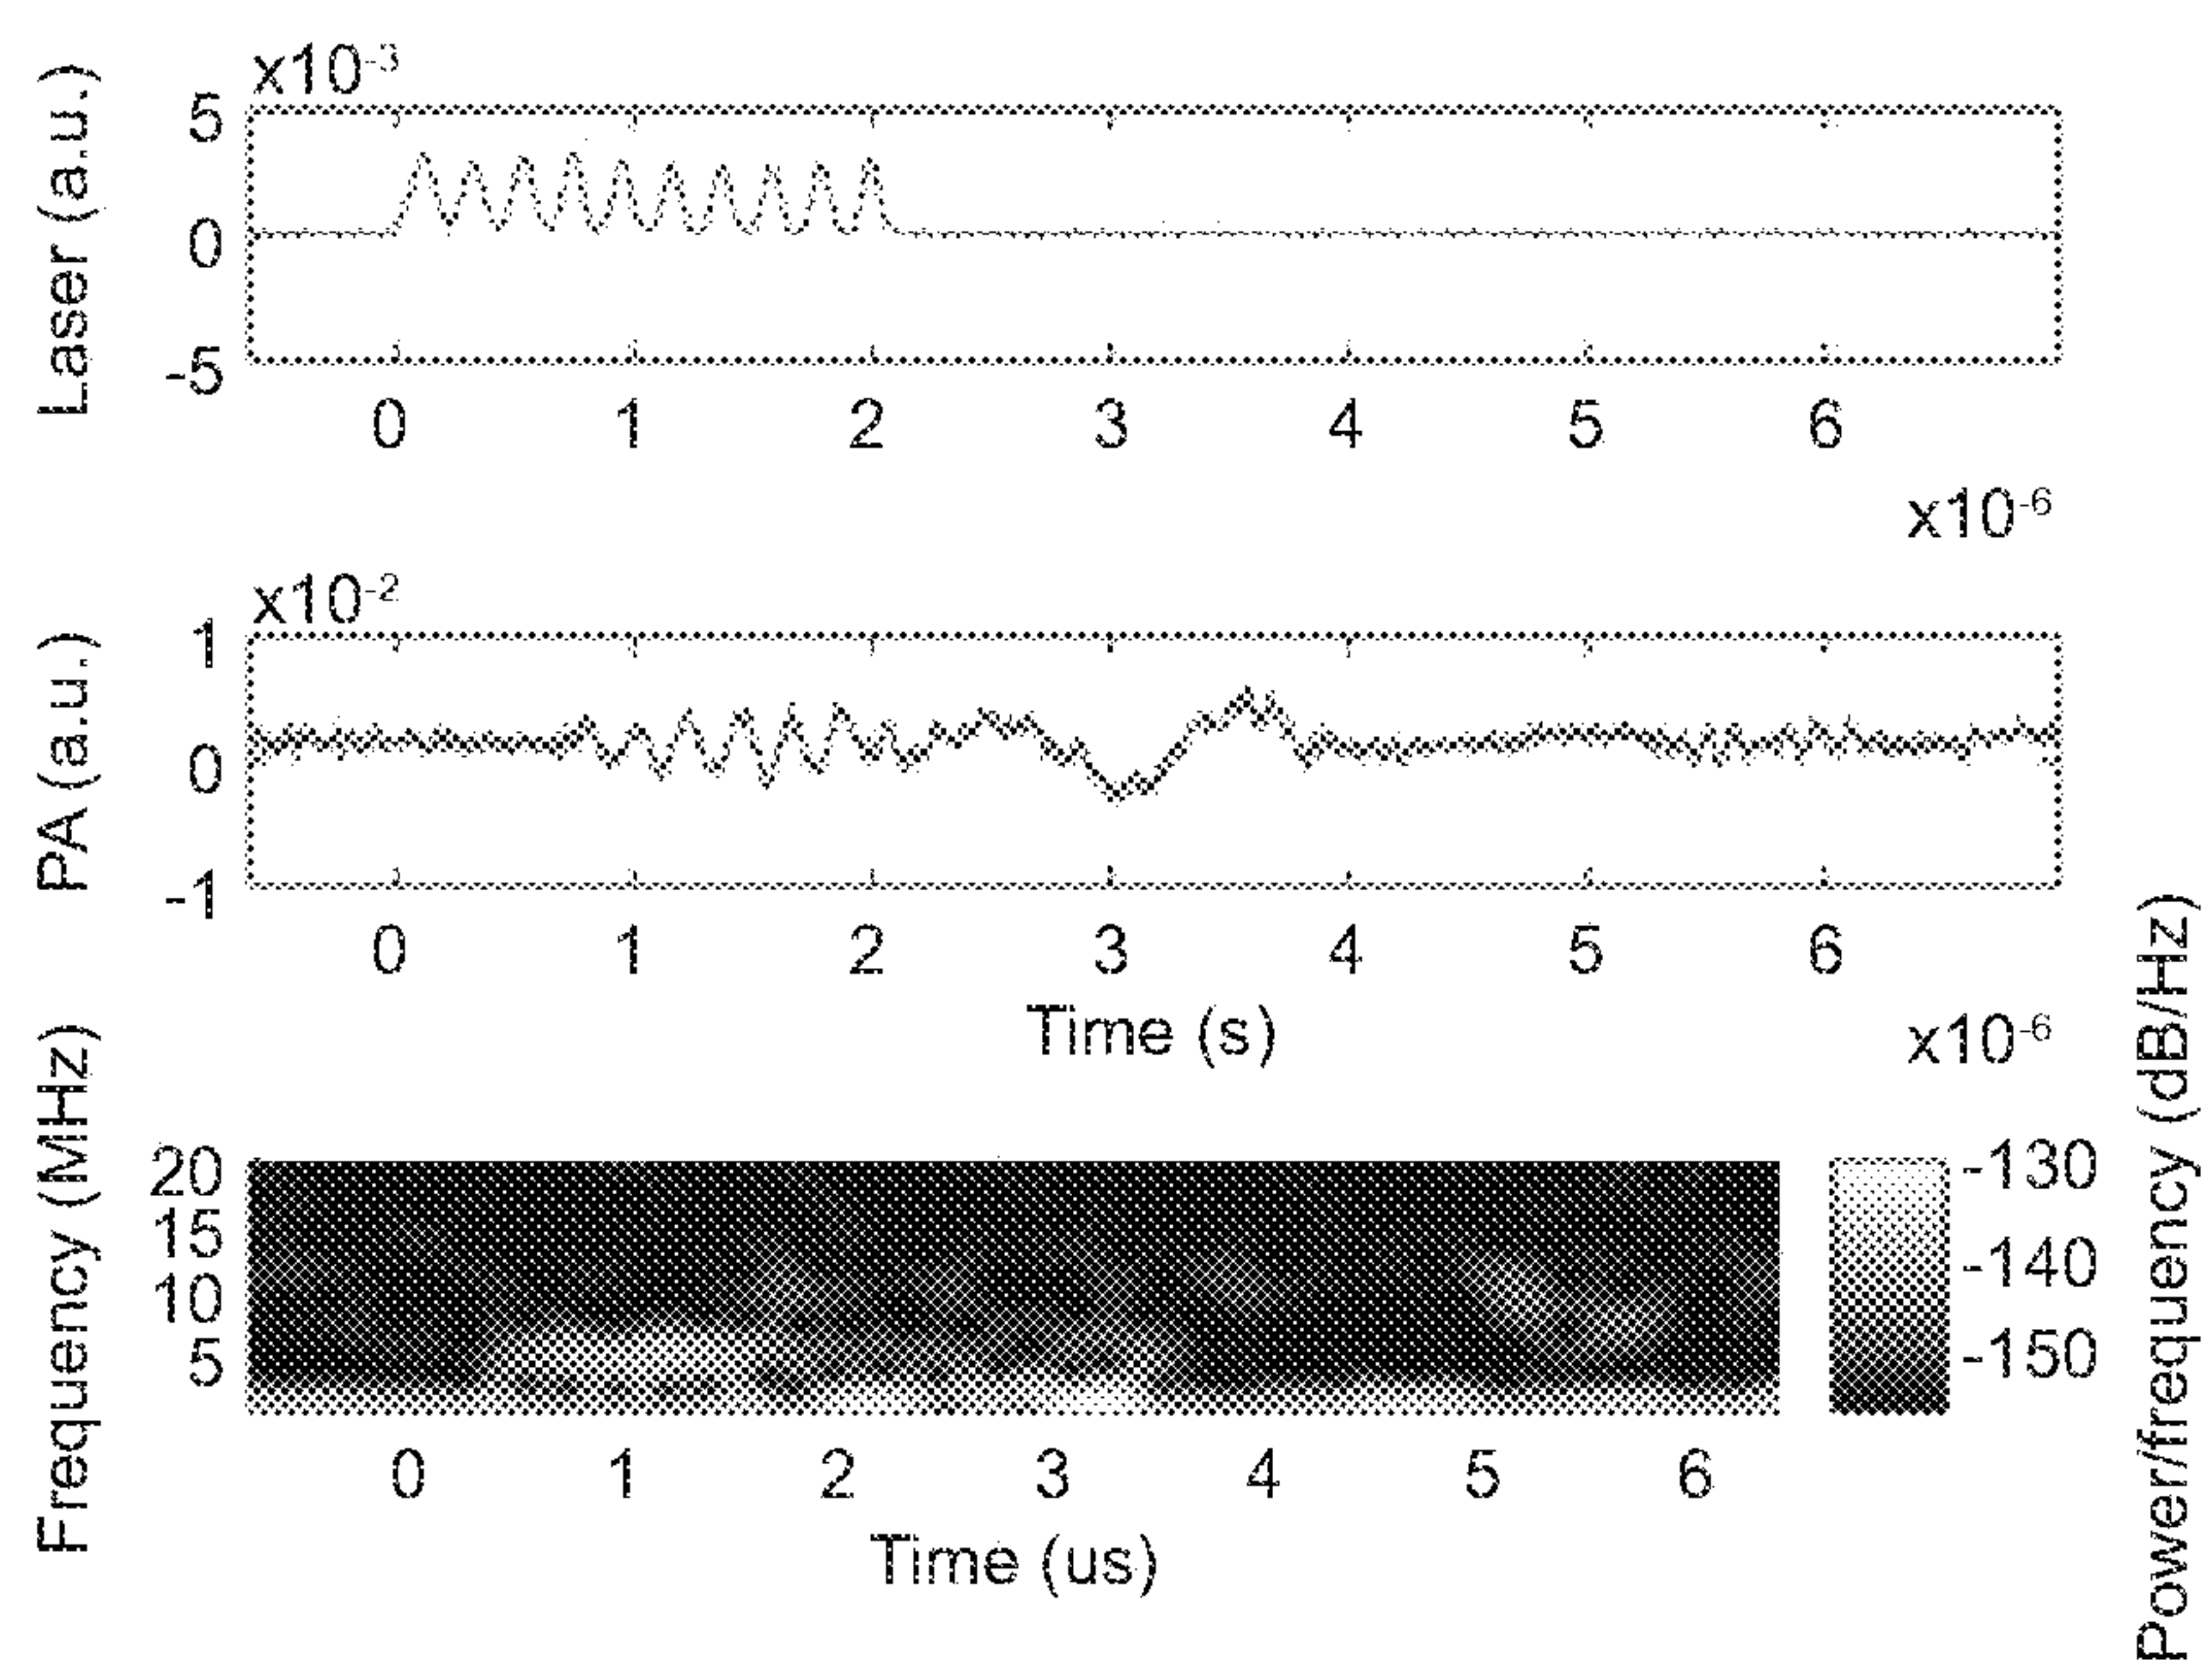 x10-3
Laser (a.u.)
5
0
-5
0 1 2 3 4 5 6
x10-6
x10-2
PA (a.u.)
1
0
-1
0 1 2 3 4 5 6
Time (s)
x10-6
Frequency (MHz)
20
15
10
5
0 1 2 3 4 5 6
Time (us)
-130
-140
-150
Power/frequency (dB/Hz)